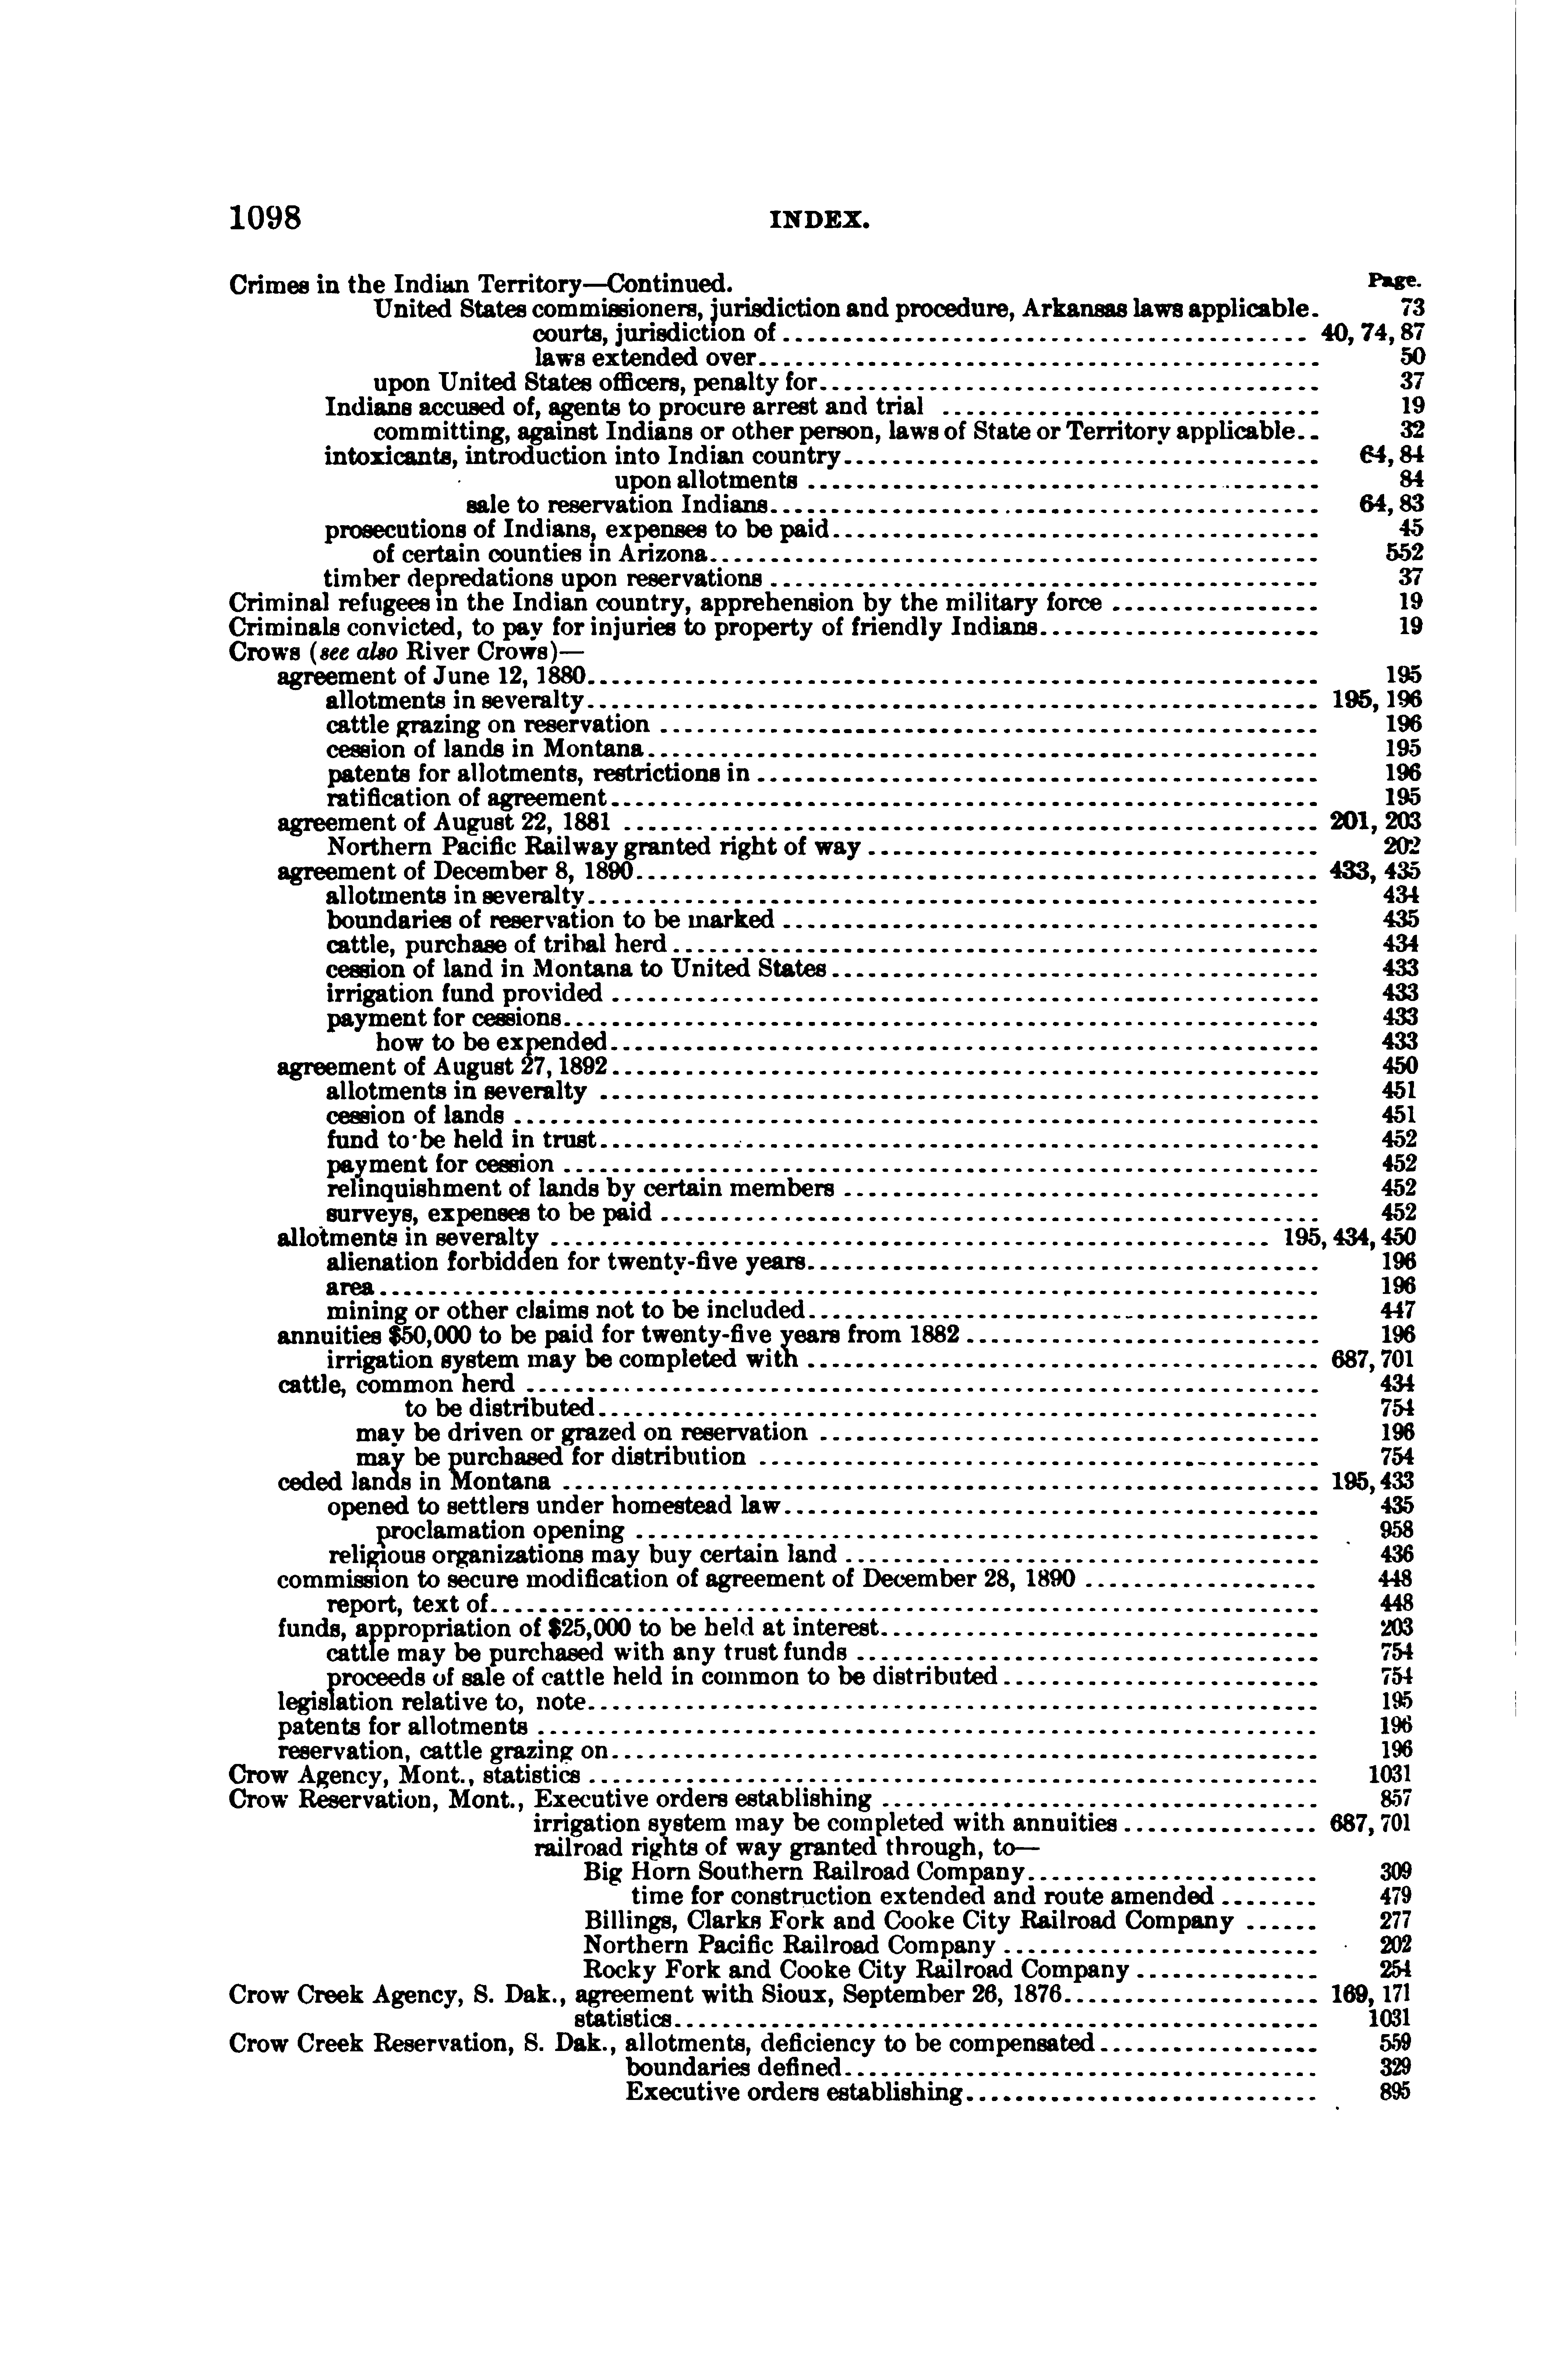 1098 INDEX.
Crimes in the Indian Territory—Continued. Page.
United States commissioners, jurisdiction and procedure, Arkansas laws applicable. 73
courts, jurisdiction of 40, 74, 87
laws extended over 50
upon United States officers, penalty for 37
Indians accused of, agents to procure arrest and trial 19
committing, against Indians or other person, laws of State or Territory applicable 32
intoxicants, introduction into Indian country 64, 84
upon allotments 84
sale to reservation Indians 64, 83
prosecutions of Indians, expenses to be paid 45
of certain counties in Arizona 552
timber depredations upon reservations 37
Criminal refugees in the Indian country, apprehension by the military force 19
Criminals convicted, to pay for injuries to property of friendly Indians 19
Crows (see also River Crows)—
agreement of June 12, 1880 195
allotments in severalty 195, 196
cattle grazing on reservation 196
cession of lands in Montana 195
patents for allotments, restrictions in 196
ratification of agreement 195
agreement of August 22, 1881 201, 203
Northern Pacific Railway granted right of way 202
agreement of December 8, 1890 433, 435
allotments in severalty 434
boundaries of reservation to be marked 435
cattle, purchase of tribal herd 434
cession of land in Montana to United States 433
irrigation fund provided 433
payment for cessions 433
how to be expended 433
agreement of August 27, 1892 450
allotments in severalty 451
cession of lands 451
fund to be held in trust 452
payment for cession 452
relinquishment of lands by certain members 452
surveys, expenses to be paid 452
allotments in severalty 195, 434, 450
alienation forbidden for twenty-five years 196
area 196
mining or other claims not to be included 447
annuities $50,000 to be paid for twenty-five years from 1882 196
irrigation system may be completed with 687, 701
cattle, common herd 434
to be distributed 754
may be driven or grazed on reservation 196
may be purchased for distribution 754
ceded lands in Montana 195, 433
opened to settlers under homestead law 435
proclamation opening 958
religious organizations may buy certain land 436
commission to secure modification of agreement of December 28, 1890 448
report, text of 448
funds, appropriation of $25,000 to be held at interest 203
cattle may be purchased with any trust funds 754
proceeds of sale of cattle held in common to be distributed 754
legislation relative to, note 195
patents for allotments 196
reservation, cattle grazing on 196
Crow Agency, Mont., statistics 1031
Crow Reservation, Mont., Executive orders establishing 857
irrigation system may be completed with annuities 687, 701
railroad rights of way granted through, to—
Big Horn Southern Railroad Company 309
time for construction extended and route amended 479
Billings, Clarks Fork and Cooke City Railroad Company 277
Northern Pacific Railroad Company 202
Rocky Fork and Cooke City Railroad Company 254
Crow Creek Agency, S. Dak., agreement with Sioux, September 26, 1876 169, 171
statistics 1031
Crow Creek Reservation, S. Dak., allotments, deficiency to be compensated 559
boundaries defined 329
Executive orders establishing 895